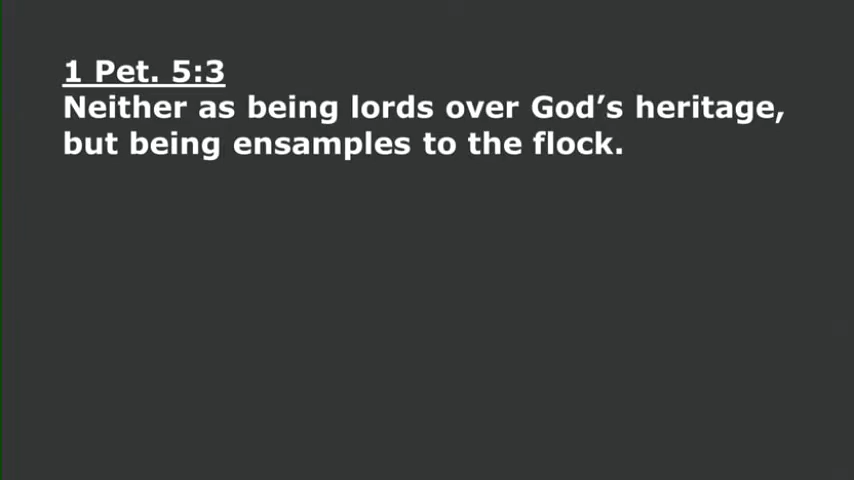 1 Pet. 5:3
Neither as being lords over God’s heritage,
but being ensamples to the flock.